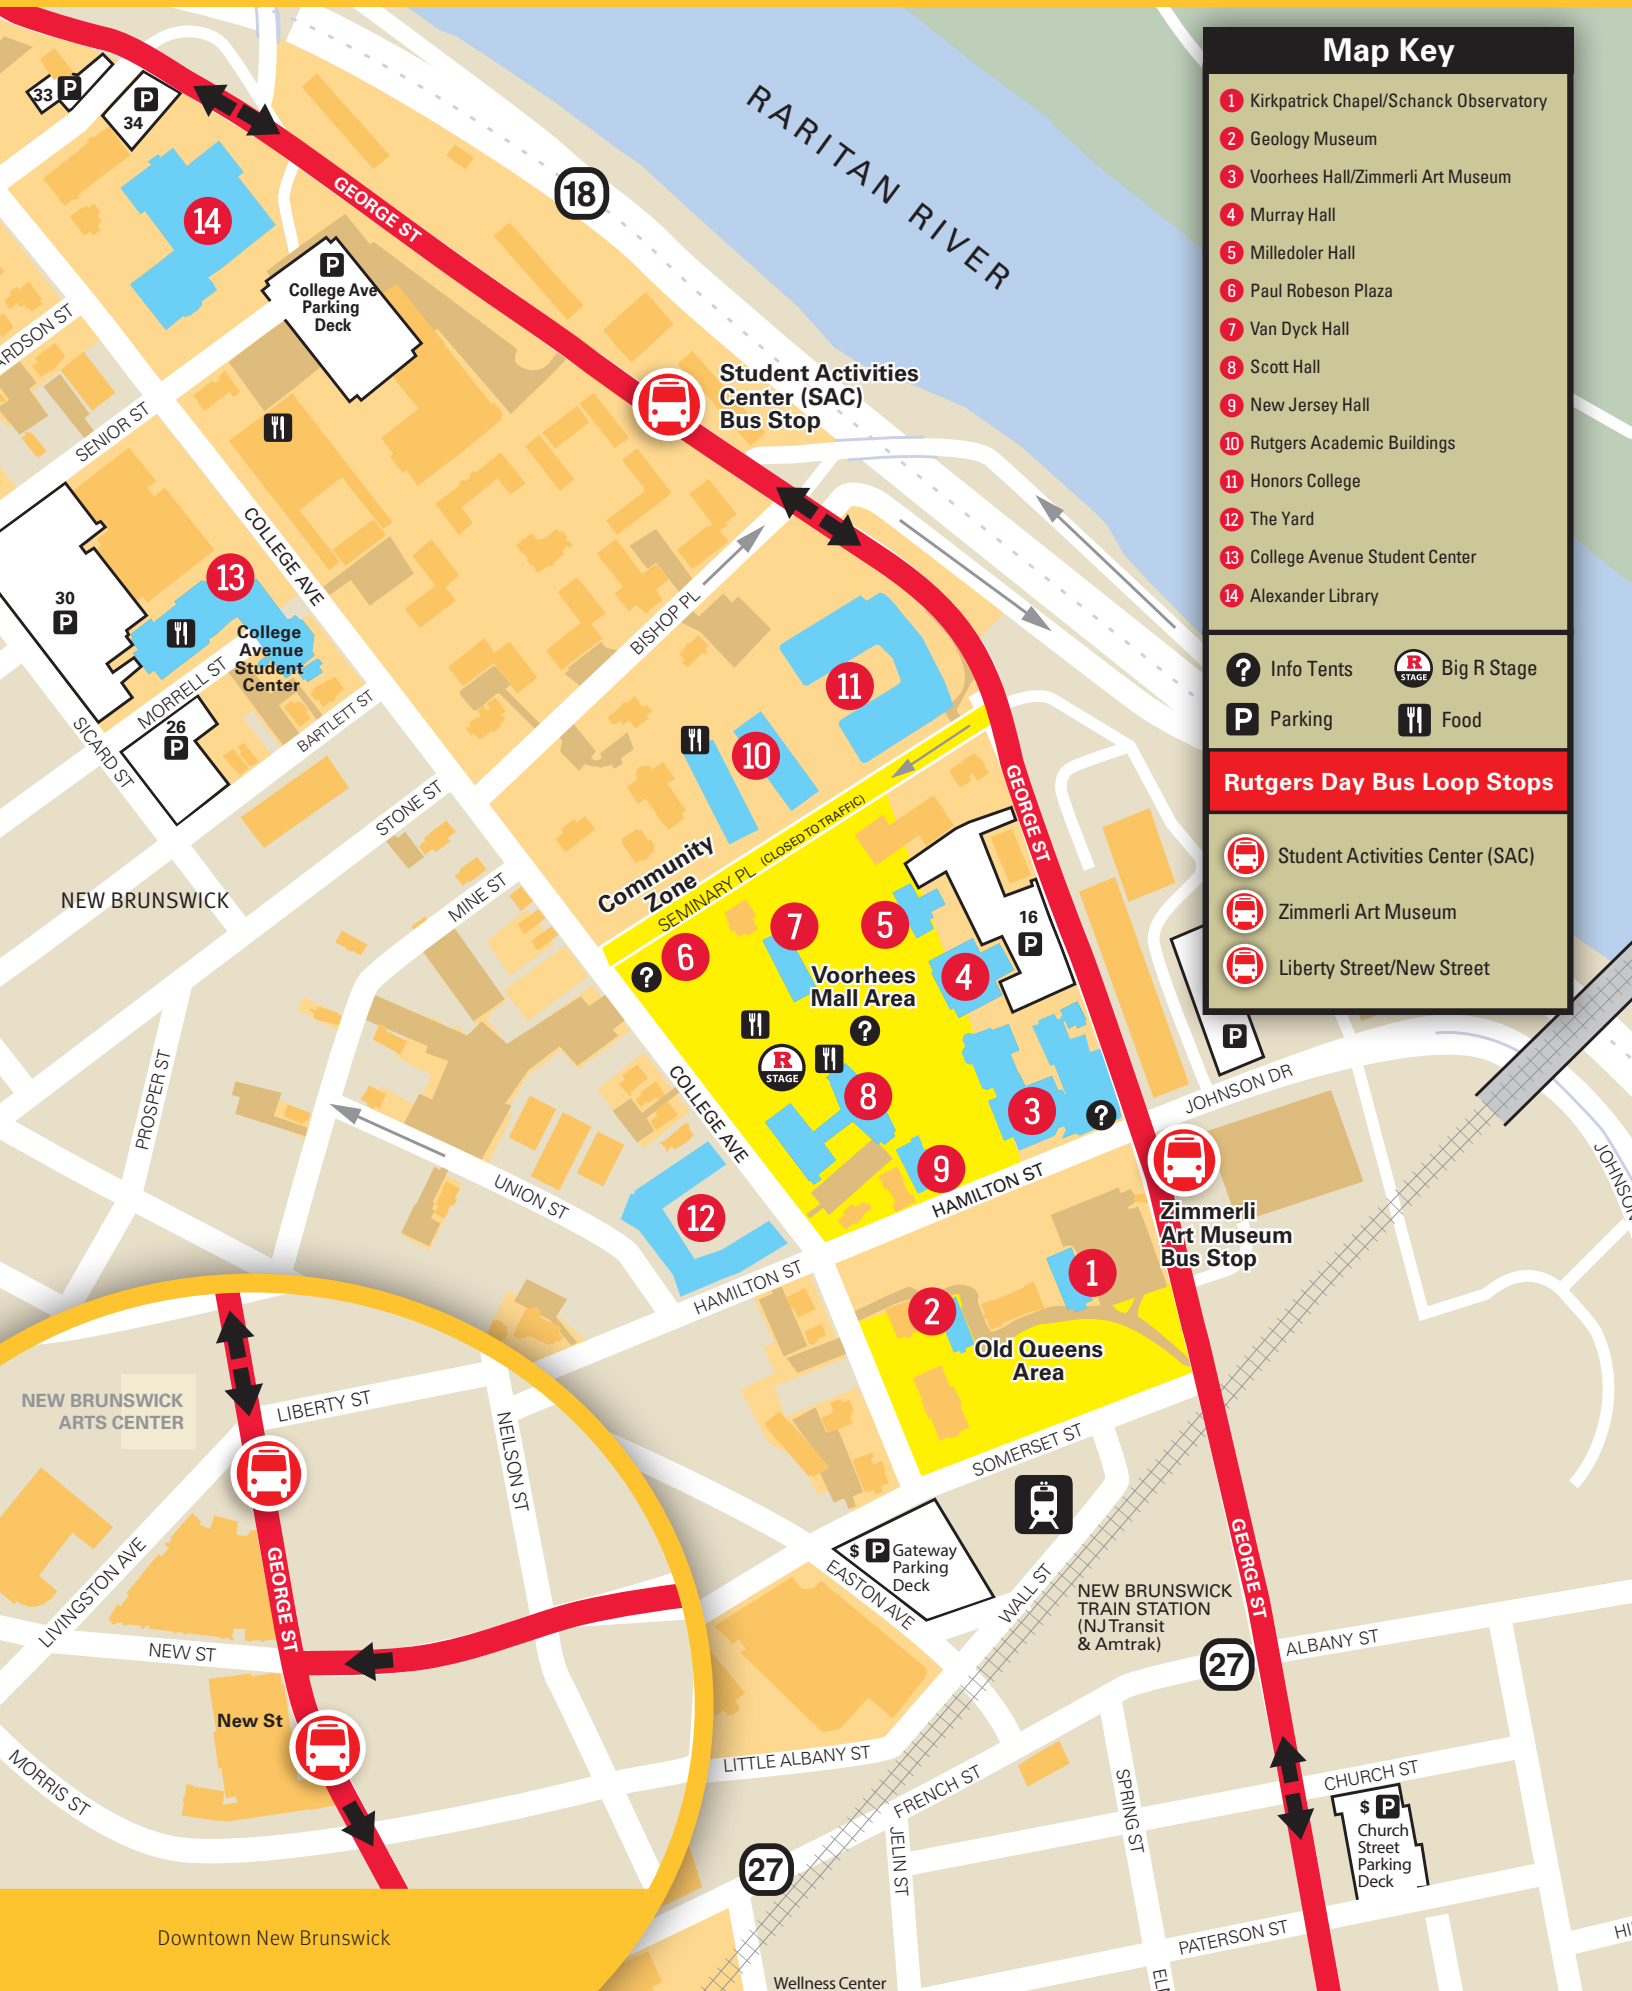 Map Key
1 Kirkpatrick Chapel/Schanck Observatory
2 Geology Museum
3 Voorhees Hall/Zimmerli Art Museum
4 Murray Hall
5 Milledoler Hall
6 Paul Robeson Plaza
7 Van Dyck Hall
8 Scott Hall
9 New Jersey Hall
10 Rutgers Academic Buildings
11 Honors College
12 The Yard
13 College Avenue Student Center
14 Alexander Library
? Info Tents
R STAGE Big R Stage
P Parking
Food
Rutgers Day Bus Loop Stops
Student Activities Center (SAC)
Zimmerli Art Museum
Liberty Street/New Street
33 P
P
34
14
GEORGE ST
18
RARITAN RIVER
P
College Ave
Parking
Deck
ARDSON ST
SENIOR ST
Student Activities
Center (SAC)
Bus Stop
COLLEGE AVE
30
P
13
College
Avenue
Student
Center
MORRELL ST
26
P
BARTLETT ST
SICARD ST
BISHOP PL
11
10
STONE ST
MINE ST
NEW BRUNSWICK
PROSPER ST
Community
Zone
SEMINARY PL (CLOSED TO TRAFFIC)
GEORGE ST
16
P
7
5
6
?
4
Voorhees
Mall Area
?
R
STAGE
8
3
?
9
COLLEGE AVE
HAMILTON ST
P
JOHNSON DR
JOHNSON
UNION ST
12
HAMILTON ST
Zimmerli
Art Museum
Bus Stop
1
2
Old Queens
Area
SOMERSET ST
NEW BRUNSWICK
ARTS CENTER
LIBERTY ST
NEILSON ST
GEORGE ST
LIVINGSTON AVE
NEW ST
New St
MORRIS ST
Downtown New Brunswick
$ P Gateway
Parking
Deck
EASTON AVE
WALL ST
NEW BRUNSWICK
TRAIN STATION
(NJ Transit
& Amtrak)
GEORGE ST
27
ALBANY ST
LITTLE ALBANY ST
FRENCH ST
JELIN ST
SPRING ST
CHURCH ST
$ P
Church
Street
Parking
Deck
27
PATERSON ST
HI
EL
Wellness Center